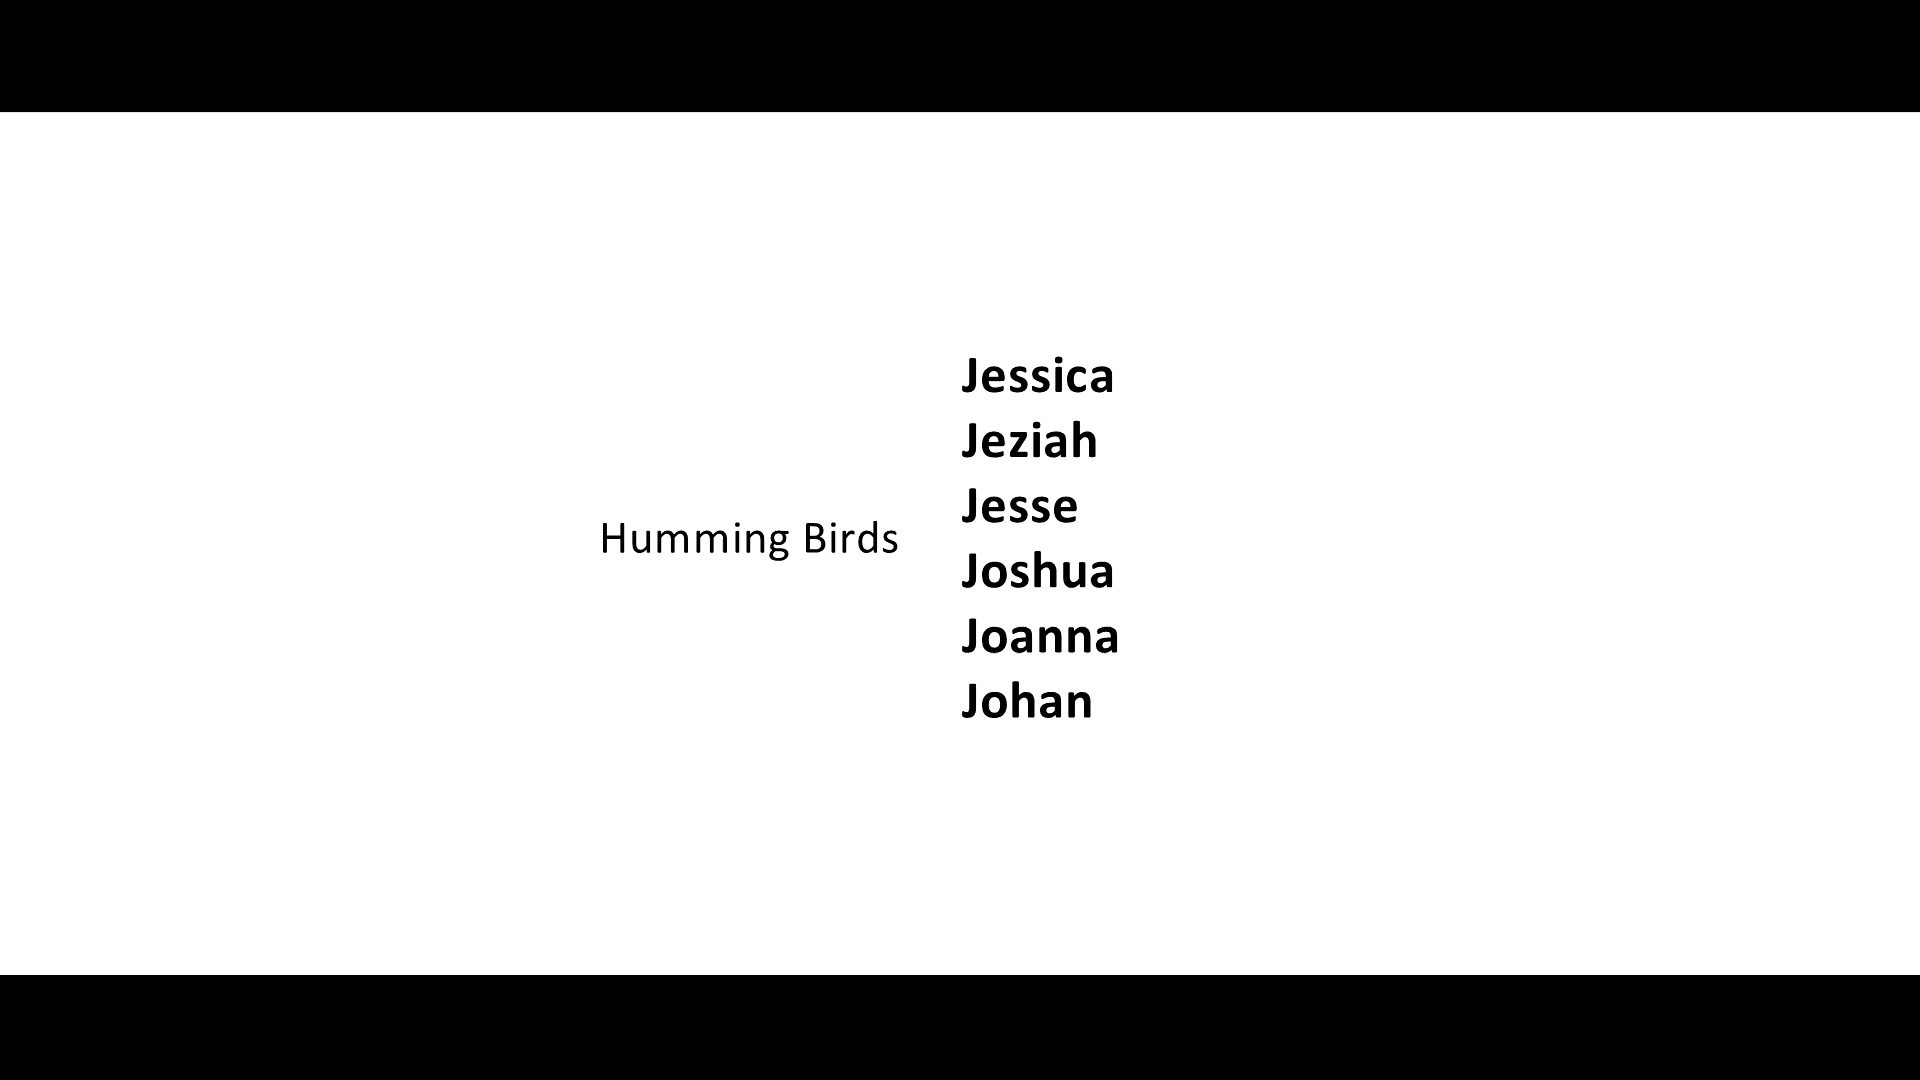 Humming Birds
Jessica
Jeziah
Jesse
Joshua
Joanna
Johan